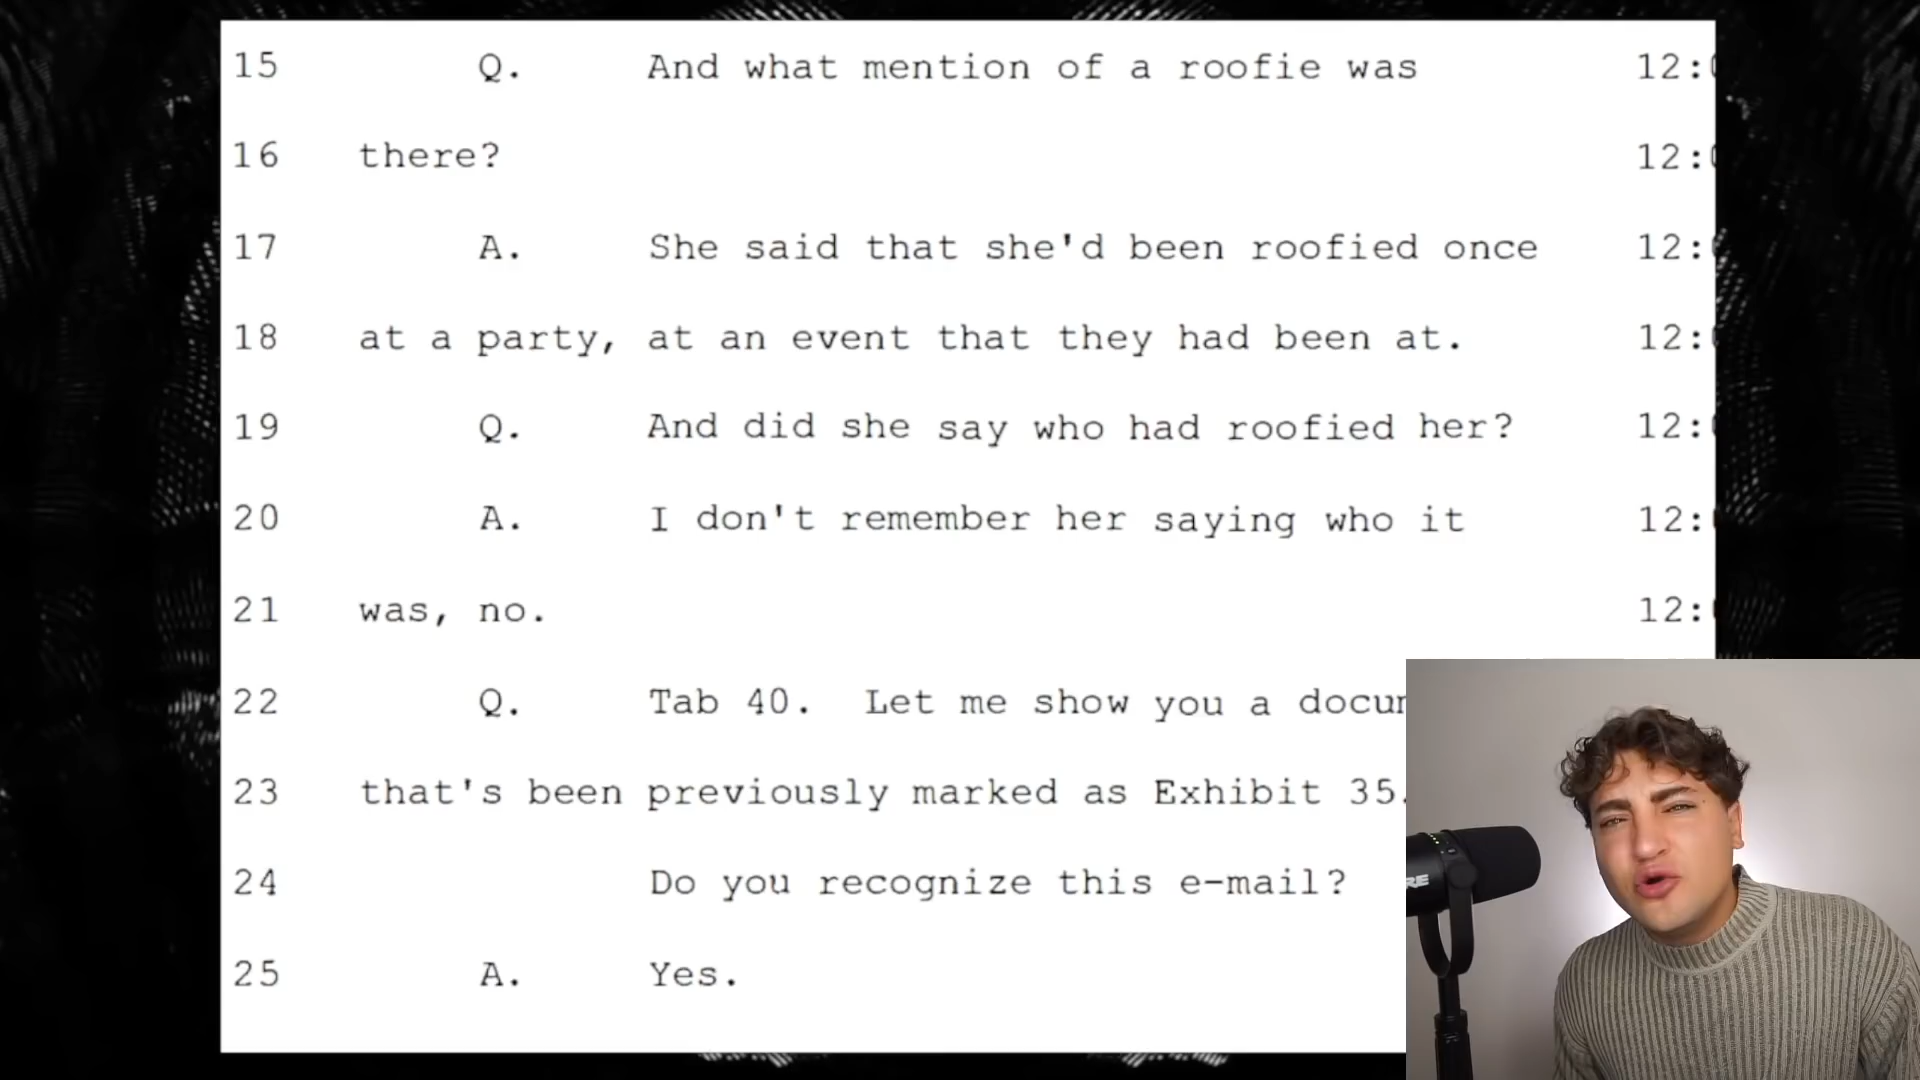 15 Q. And what mention of a roofie was 12:
16 there? 12:
17 A. She said that she'd been roofied once 12:
18 at a party, at an event that they had been at. 12:
19 Q. And did she say who had roofied her? 12:
20 A. I don't remember her saying who it 12:
21 was, no. 12:
22 Q. Tab 40. Let me show you a docu
23 that's been previously marked as Exhibit 35.
24 Do you recognize this e-mail?
25 A. Yes.
RE